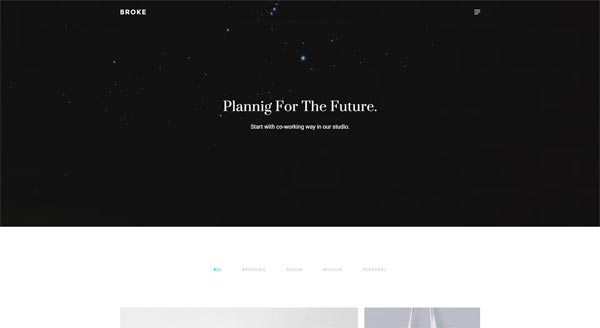 BROKE
Plannig For The Future.
Start with co-working way in our studio.
ALL BRANDING DESIGN MOCKUP PERSONAL